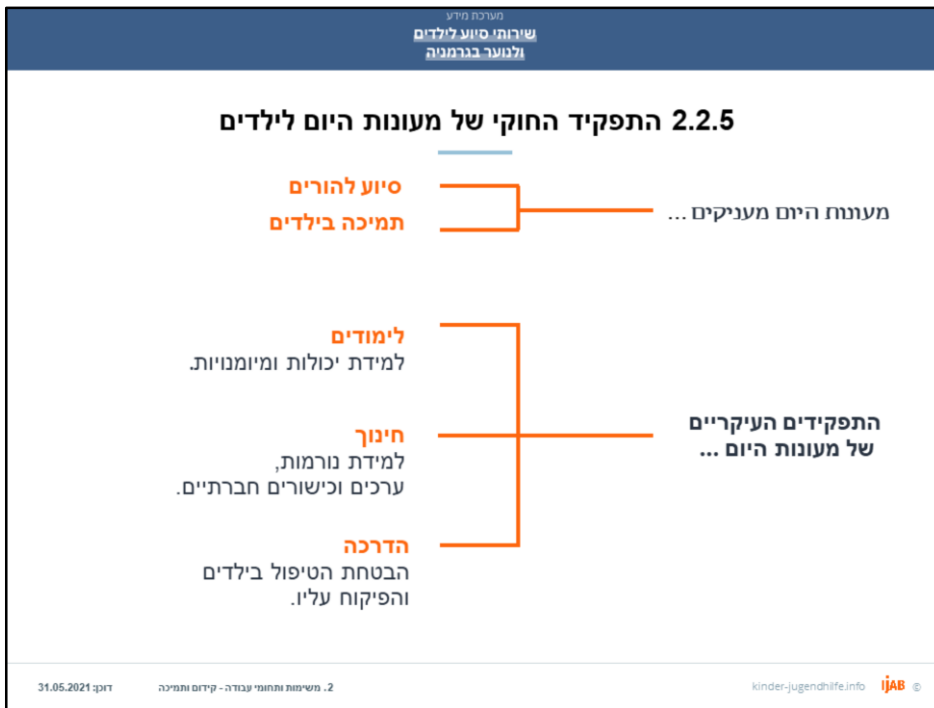 מערכת מידע
שירותי סיוע לילדים
ולנוער בגרמניה
2.2.5 התפקיד החוקי של מעונות היום לילדים
מעונות היום מעניקים ...
סיוע להורים
תמיכה בילדים
התפקידים העיקריים
של מעונות היום ...
לימודים
למידת יכולות ומיומנויות.
חינוך
למידת נורמות,
ערכים וכישורים חברתיים.
הדרכה
הבטחת הטיפול בילדים
והפיקוח עליו.
© IJAB kinder-jugendhilfe.info
2. משימות ותחומי עבודה - קידום ותמיכה
דוכן: 31.05.2021